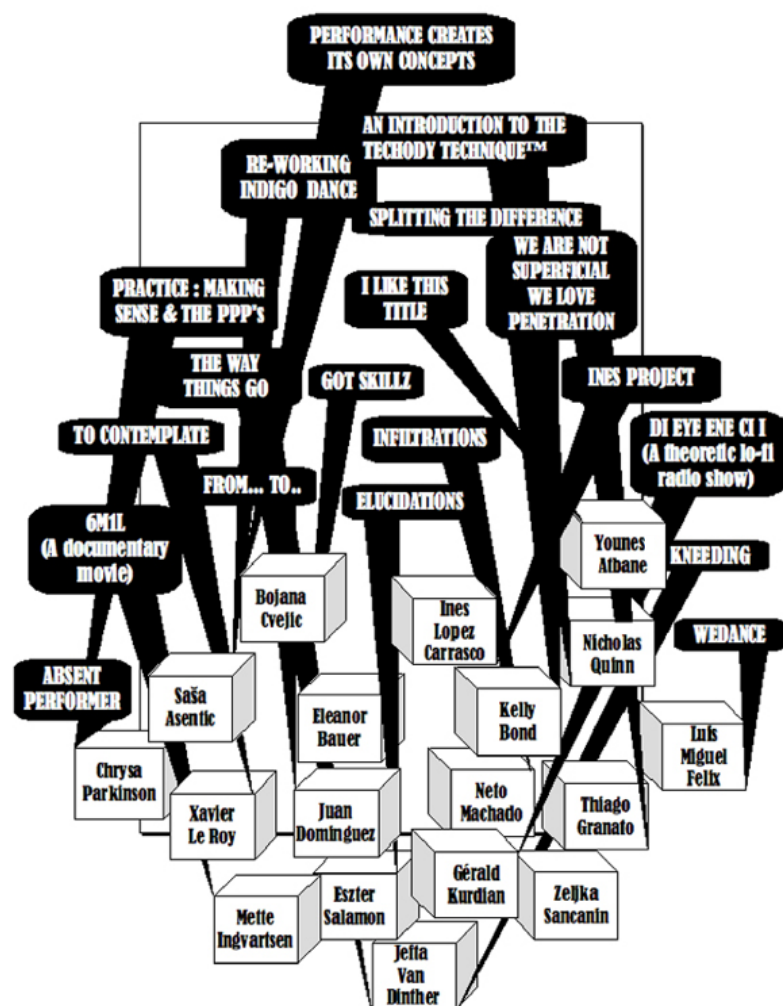 PERFORMANCE CREATES
ITS OWN CONCEPTS
AN INTRODUCTION TO THE
TECHODY TECHNIQUE™
RE-WORKING
INDIGO DANCE
SPLITTING THE DIFFERENCE
WE ARE NOT
SUPERFICIAL
WE LOVE
PENETRATION
PRACTICE : MAKING
SENSE & THE PPP's
I LIKE THIS
TITLE
THE WAY
THINGS GO
GOT SKILLZ
INES PROJECT
TO CONTEMPLATE
INFILTRATIONS
DI EYE ENE CI I
(A theoretic lo-fi
radio show)
FROM... TO..
ELUCIDATIONS
6M1L
(A documentary
movie)
Younes
Atbane
KNEEDING
Bojana
Cvejic
Ines
Lopez
Carrasco
Nicholas
Quinn
WEDANCE
ABSENT
PERFORMER
Saša
Asentic
Eleanor
Bauer
Kelly
Bond
Luis
Miguel
Felix
Chrysa
Parkinson
Xavier
Le Roy
Juan
Dominguez
Neto
Machado
Thiago
Granato
Mette
Ingvartsen
Eszter
Salamon
Gérald
Kurdian
Zeljka
Sancanin
Jefta
Van
Dinther